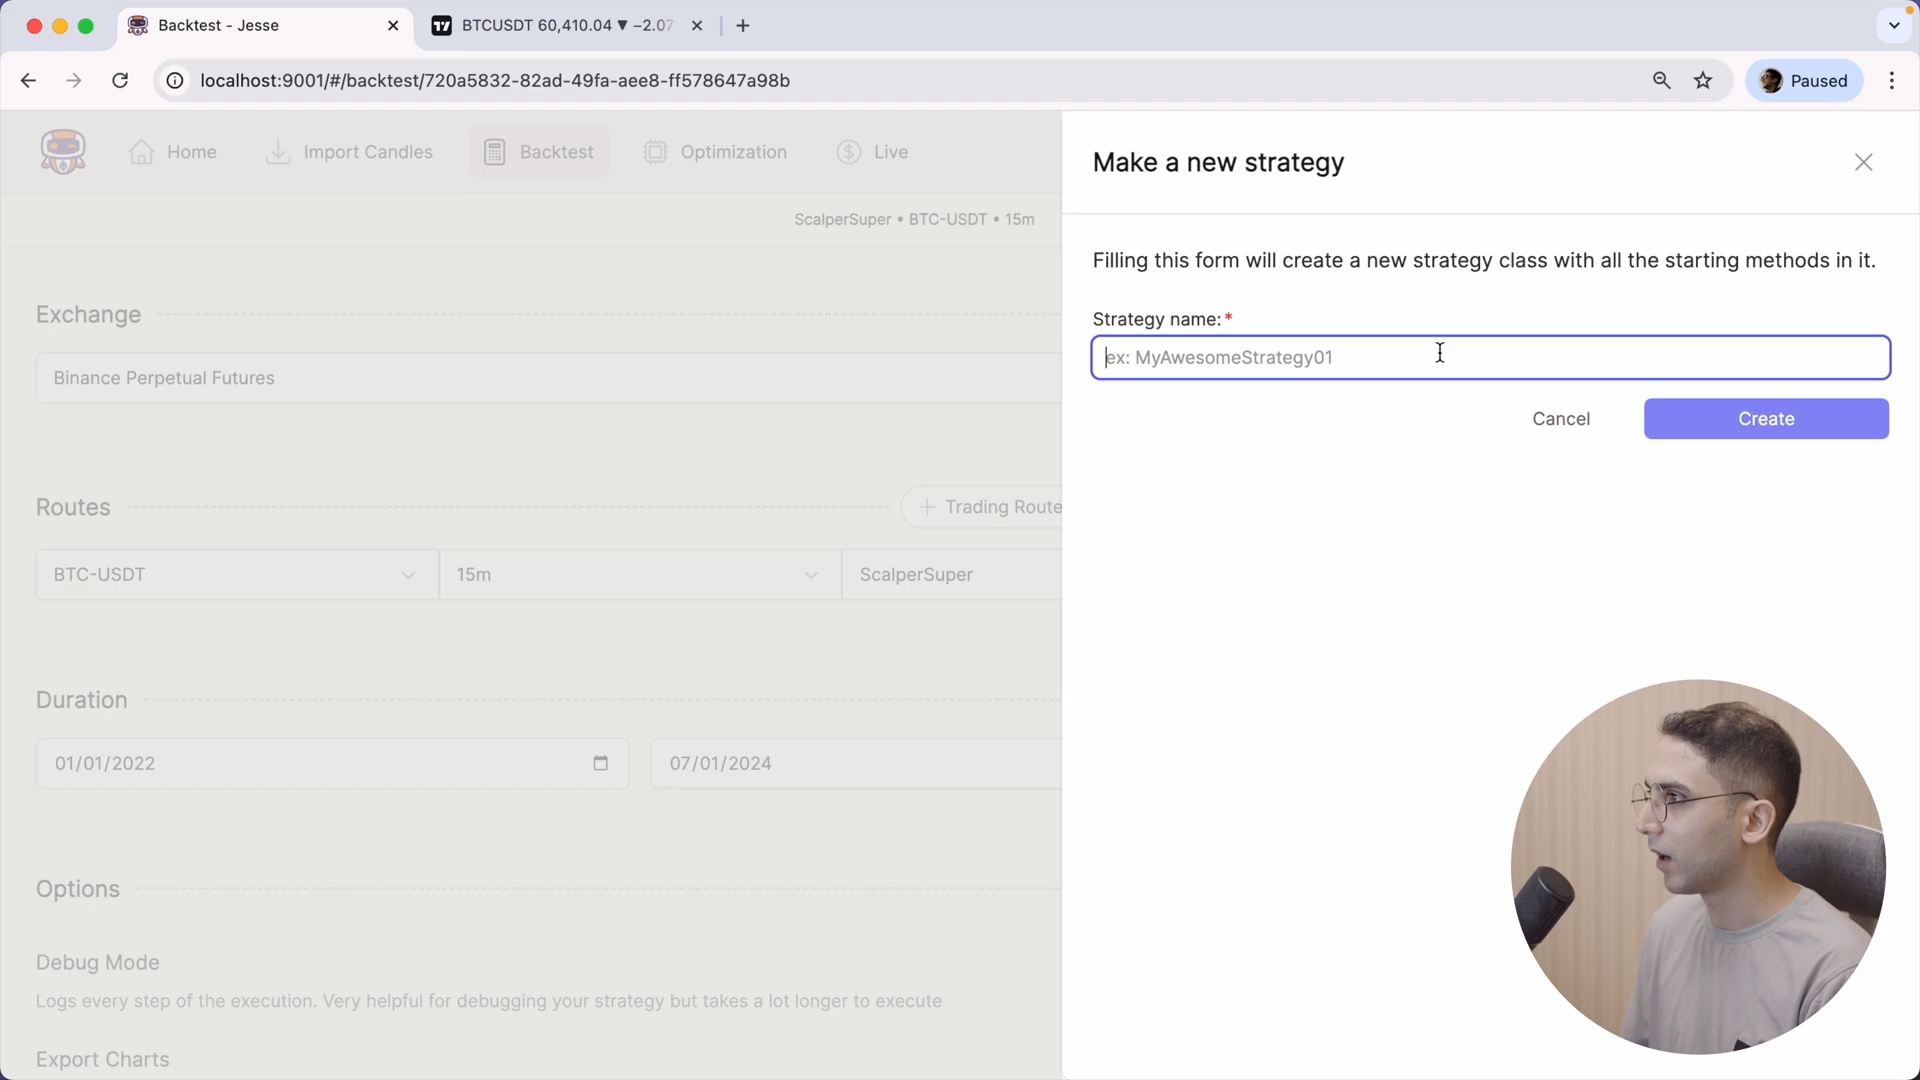 Backtest - Jesse
BTCUSDT 60,410.04 ▼ −2.07
localhost:9001/#/backtest/720a5832-82ad-49fa-aee8-ff578647a98b
Paused
Home
Import Candles
Backtest
Optimization
Live
ScalperSuper • BTC-USDT • 15m
Exchange
Binance Perpetual Futures
Routes
Trading Route
BTC-USDT
15m
ScalperSuper
Duration
01/01/2022
07/01/2024
Options
Debug Mode
Logs every step of the execution. Very helpful for debugging your strategy but takes a lot longer to execute
Export Charts
Make a new strategy
Filling this form will create a new strategy class with all the starting methods in it.
Strategy name:*
ex: MyAwesomeStrategy01
Cancel
Create